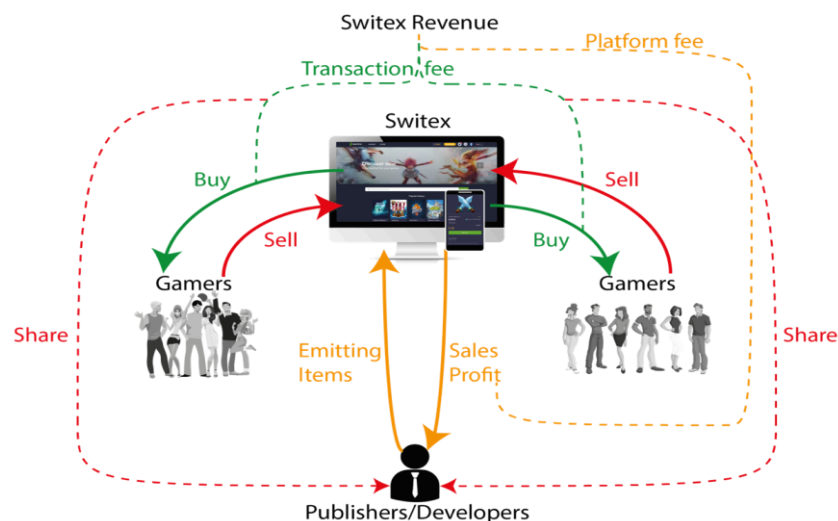 Switex Revenue
Platform fee
Transaction fee
Switex
Buy
Sell
Sell
Buy
Gamers
Gamers
Share
Share
Emitting
Items
Sales
Profit
Publishers/Developers